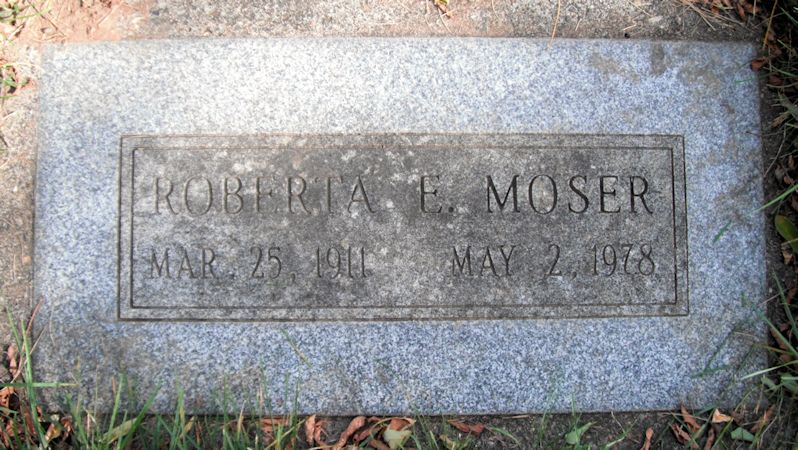 ROBERTA E. MOSER
MAR. 25, 1911 MAY 2, 1978